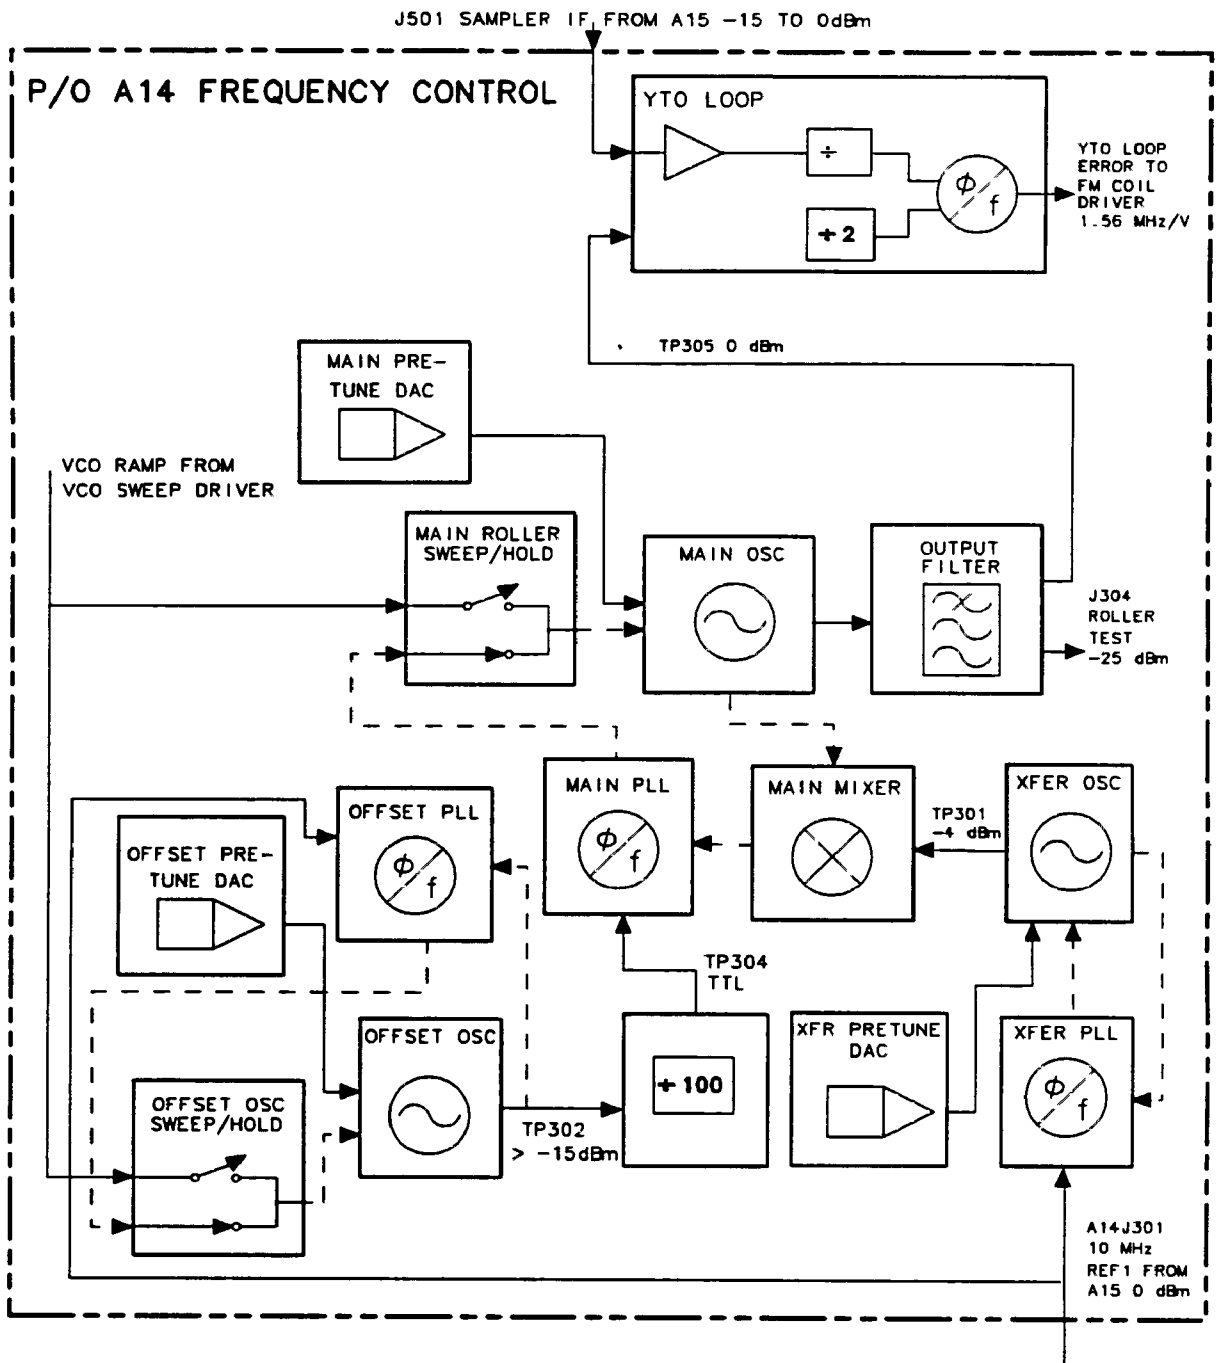 J501 SAMPLER IF FROM A15 -15 TO 0dBm
P/O A14 FREQUENCY CONTROL
YTO LOOP
÷
ϕ
f
÷2
YTO LOOP
ERROR TO
FM COIL
DRIVER
1.56 MHz/V
TP305 0 dBm
MAIN PRE-
TUNE DAC
VCO RAMP FROM
VCO SWEEP DRIVER
MAIN ROLLER
SWEEP/HOLD
MAIN OSC
OUTPUT
FILTER
J304
ROLLER
TEST
-25 dBm
OFFSET PLL
ϕ
f
MAIN PLL
ϕ
f
MAIN MIXER
TP301
-4 dBm
XFER OSC
OFFSET PRE-
TUNE DAC
TP304
TTL
OFFSET OSC
÷100
XFR PRETUNE
DAC
XFER PLL
ϕ
f
OFFSET OSC
SWEEP/HOLD
TP302
> -15dBm
A14J301
10 MHz
REF1 FROM
A15 0 dBm